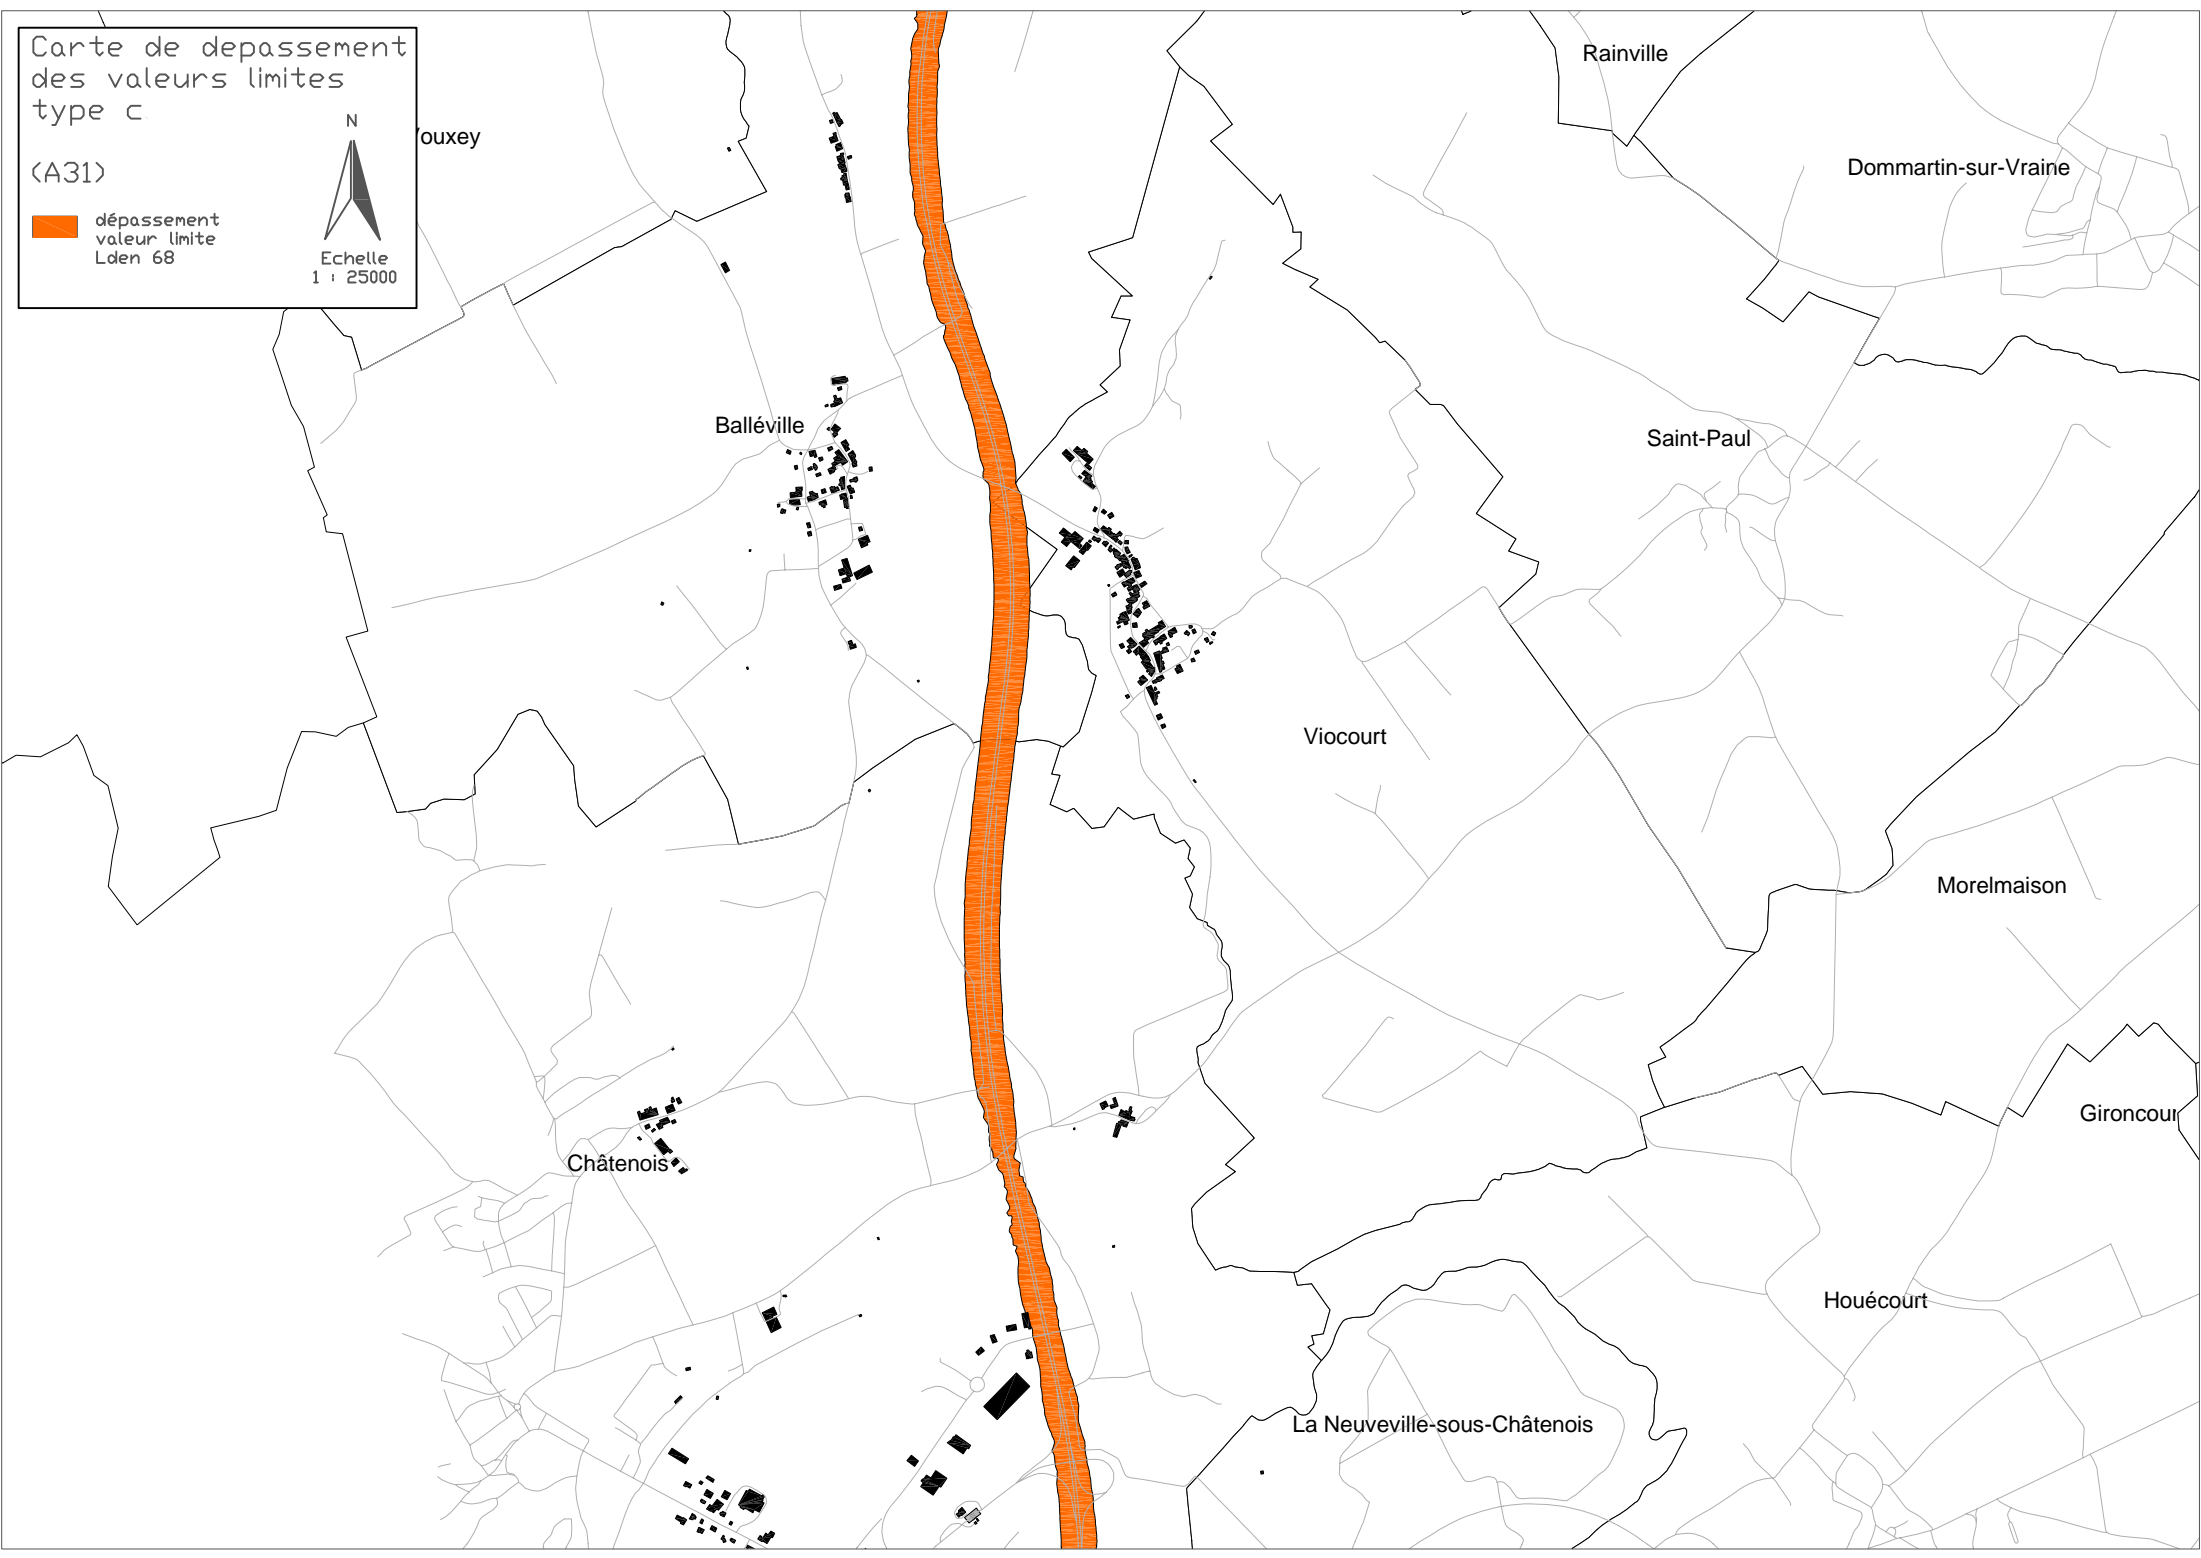 Carte de depassement
des valeurs limites
type c
(A31)
N
dépassement
valeur limite
Lden 68
Echelle
1 : 25000
ouxey
Rainville
Dommartin-sur-Vraine
Balléville
Saint-Paul
Viocourt
Morelmaison
Gironcour
Châtenois
Houécourt
La Neuveville-sous-Châtenois